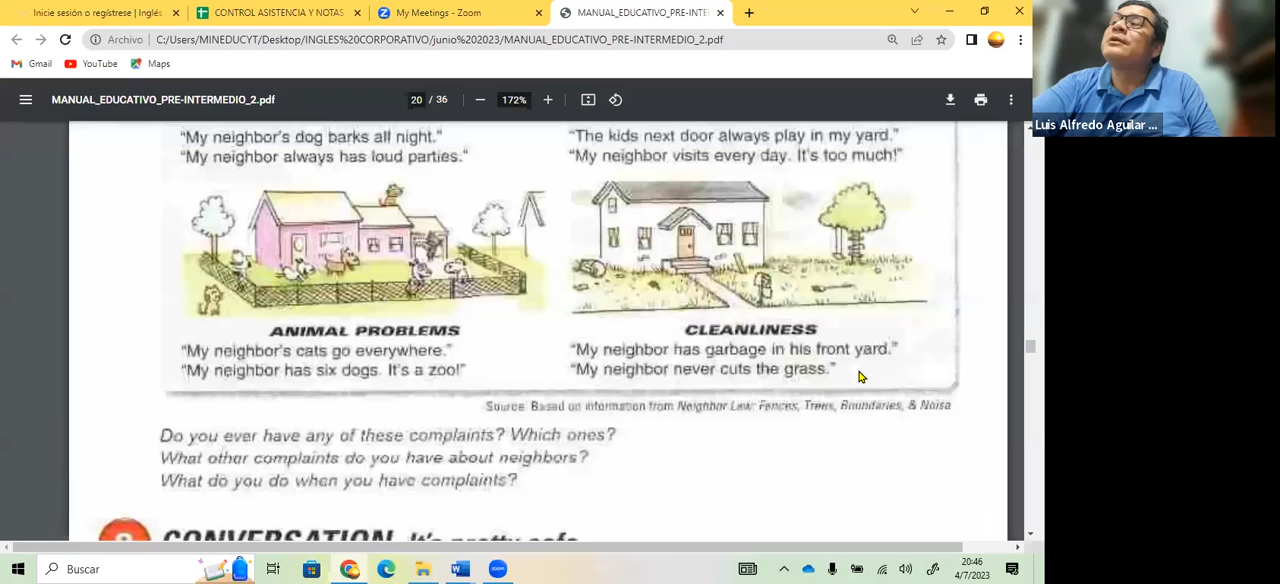 Inicie sesión o regístrese | Inglés
CONTROL ASISTENCIA Y NOTAS
My Meetings - Zoom
MANUAL_EDUCATIVO_PRE-INTER
Archivo
C:/Users/MINEDUCYT/Desktop/INGLES%20CORPORATIVO/junio%202023/MANUAL_EDUCATIVO_PRE-INTERMEDIO_2.pdf
Gmail
YouTube
Maps
MANUAL_EDUCATIVO_PRE-INTERMEDIO_2.pdf
20 / 36
172%
Luis Alfredo Aguilar ...
"My neighbor's dog barks all night."
"My neighbor always has loud parties."
"The kids next door always play in my yard."
"My neighbor visits every day. It's too much!"
ANIMAL PROBLEMS
"My neighbor's cats go everywhere."
"My neighbor has six dogs. It's a zoo!"
CLEANLINESS
"My neighbor has garbage in his front yard."
"My neighbor never cuts the grass."
Source: Based on information from Neighbor Law: Fences, Trees, Boundaries, & Noise
Do you ever have any of these complaints? Which ones?
What other complaints do you have about neighbors?
What do you do when you have complaints?
CONVERSATION It's pretty safe
Buscar
zoom
20:46
4/7/2023